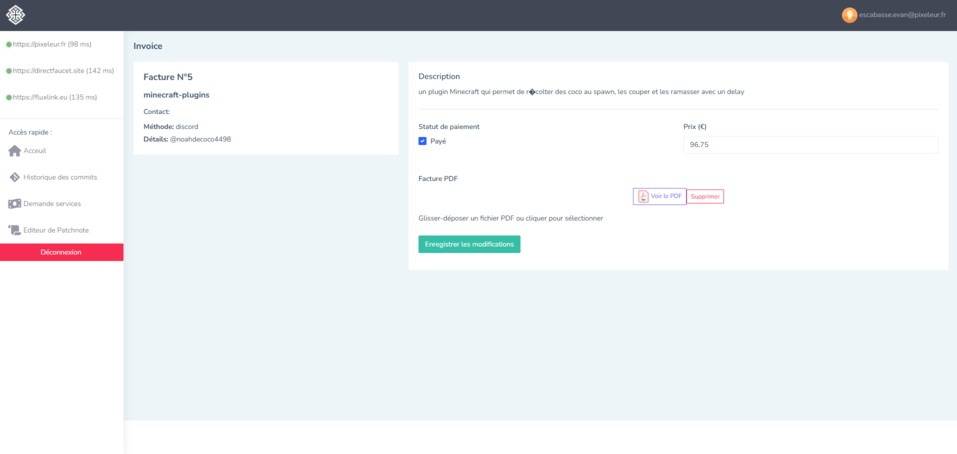 escabasse.evan@pixeleur.fr
https://pixeleur.fr (98 ms)
https://directfaucet.site (142 ms)
https://fluxlink.eu (135 ms)
Accès rapide :
Acceuil
Historique des commits
Demande services
Editeur de Patchnote
Déconnexion
Invoice
Facture N°5
minecraft-plugins
Contact:
Méthode: discord
Détails: @noahdecoco4498
Description
un plugin Minecraft qui permet de r�colter des coco au spawn, les couper et les ramasser avec un delay
Statut de paiement
Payé
Prix (€)
96,75
Facture PDF
Voir le PDF
Supprimer
Glisser-déposer un fichier PDF ou cliquer pour sélectionner
Enregistrer les modifications